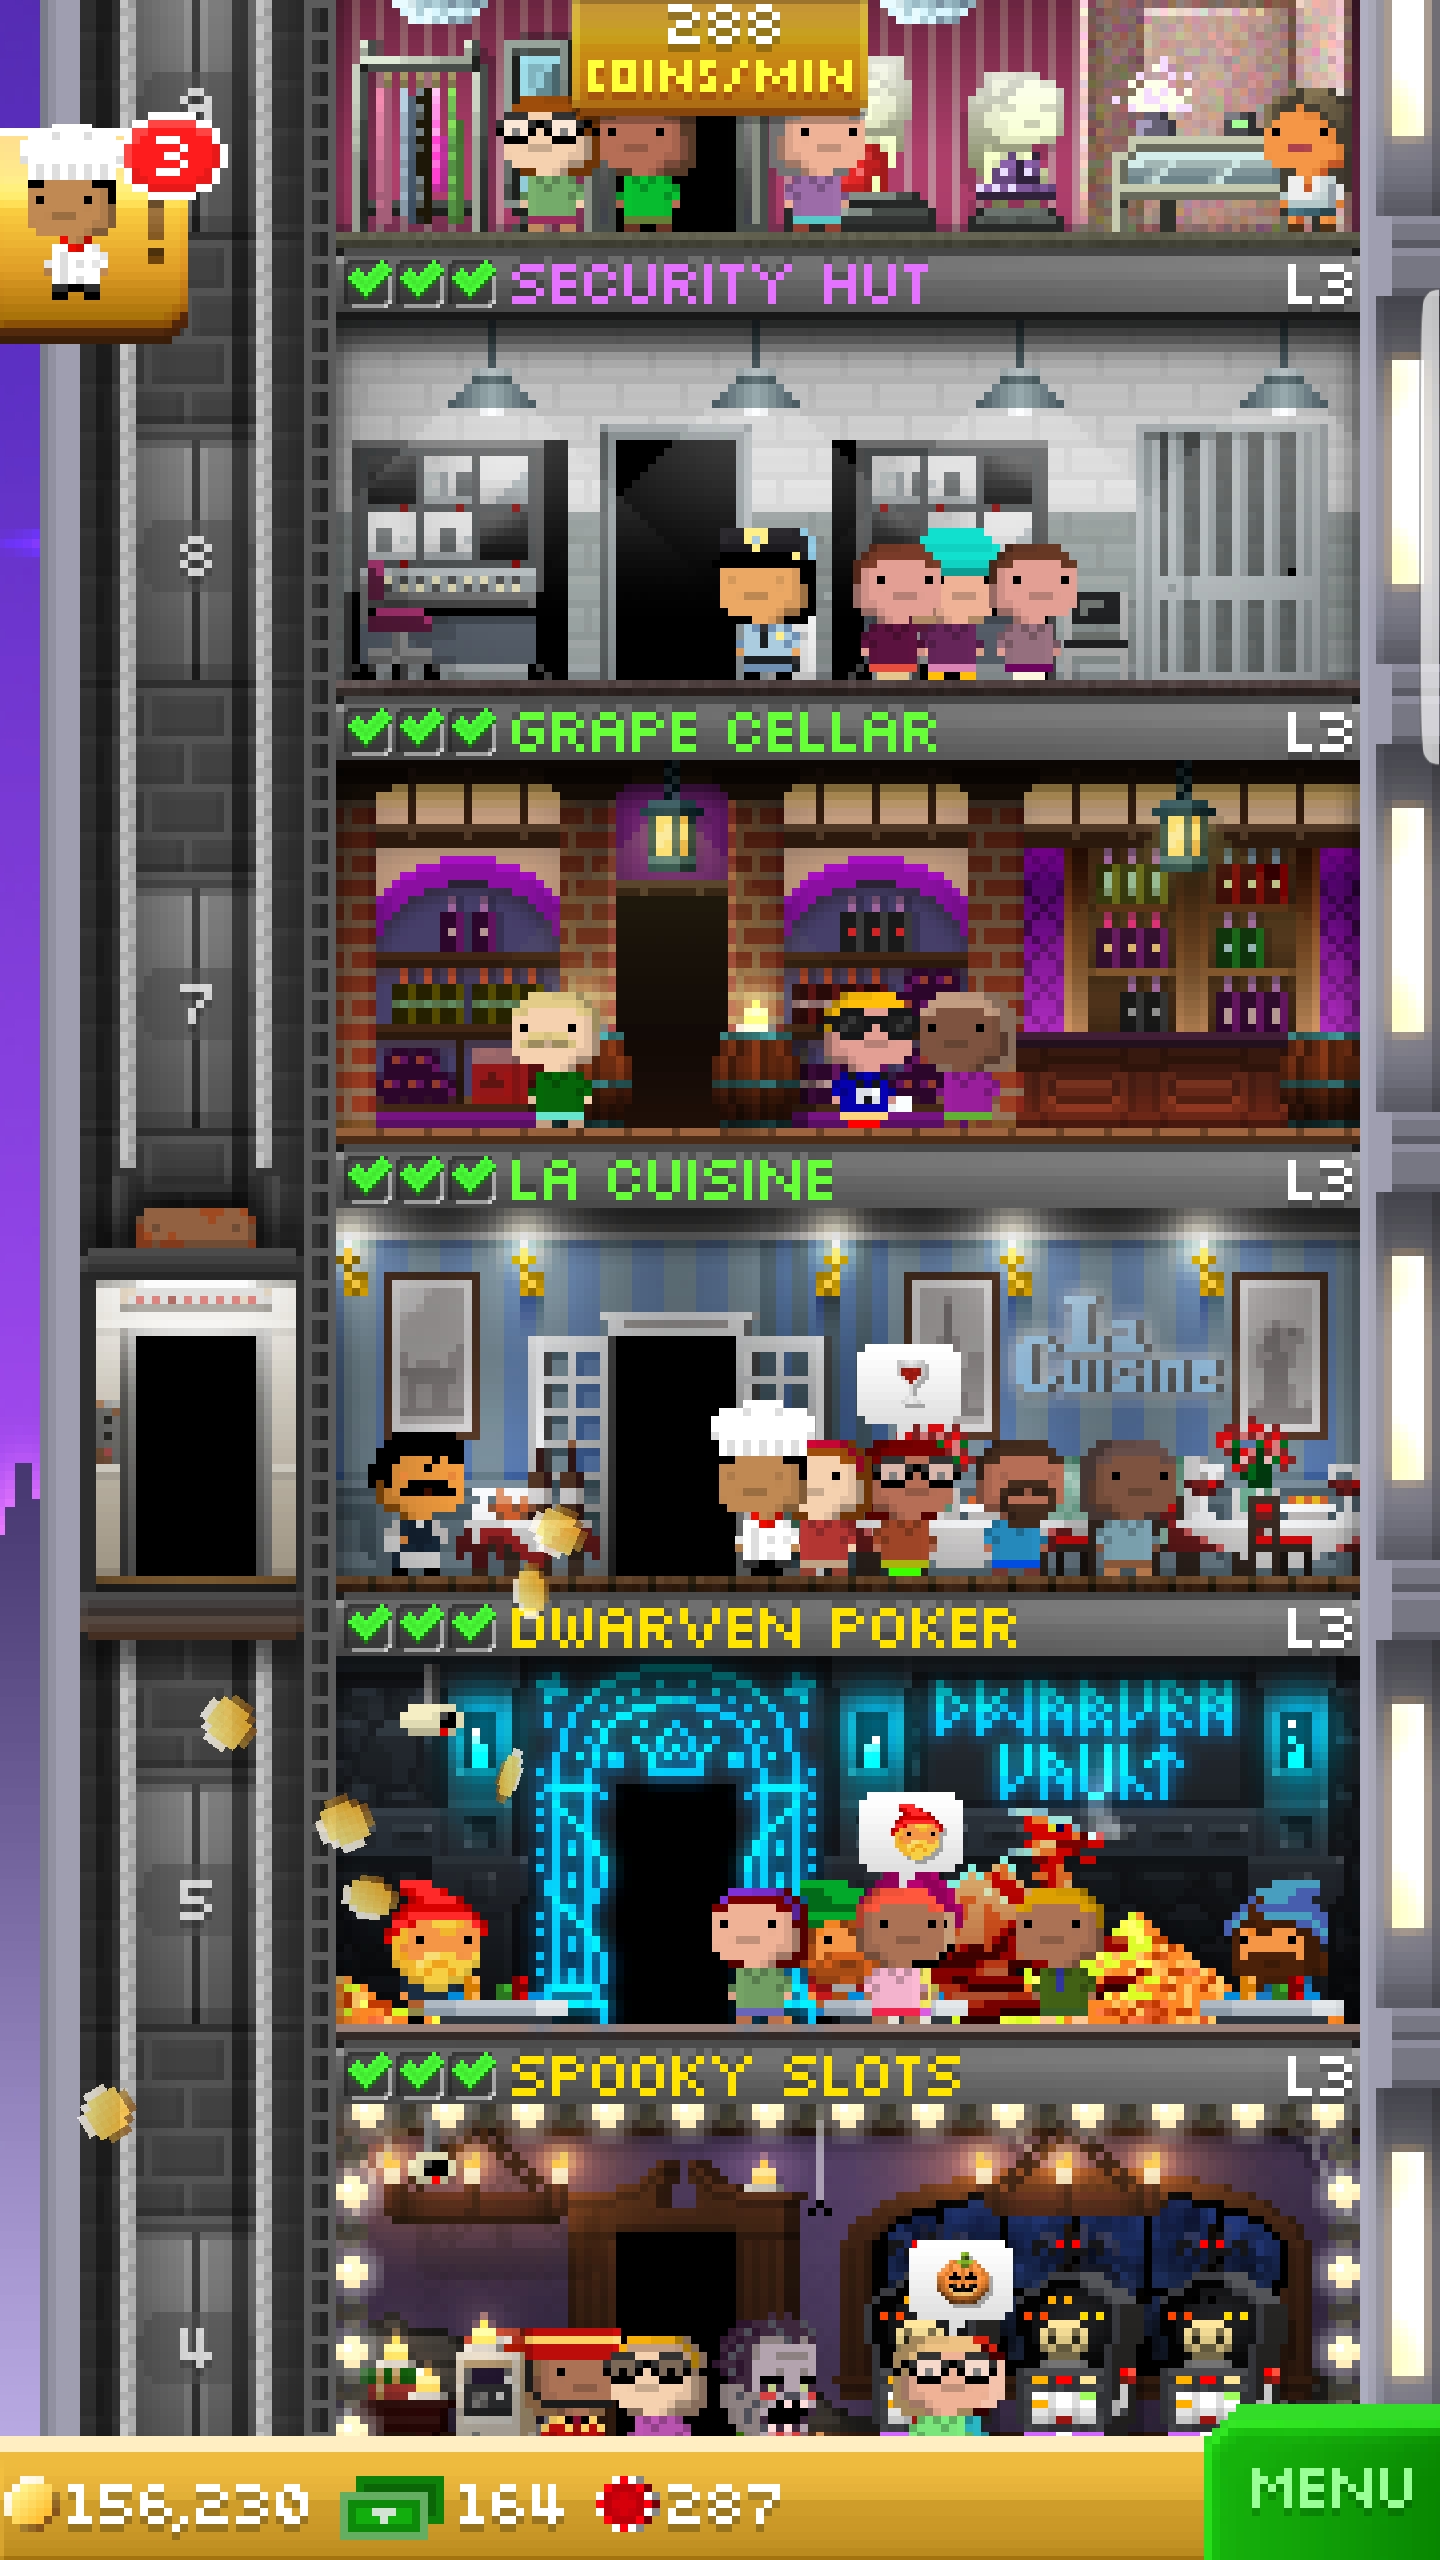 288
COINS/MIN
9
3
!
SECURITY HUT L3
8
GRAPE CELLAR L3
7
LA CUISINE L3
La
Cuisine
DWARVEN POKER L3
DWARVEN
VAULT
5
SPOOKY SLOTS L3
4
156,230 164 287
MENU